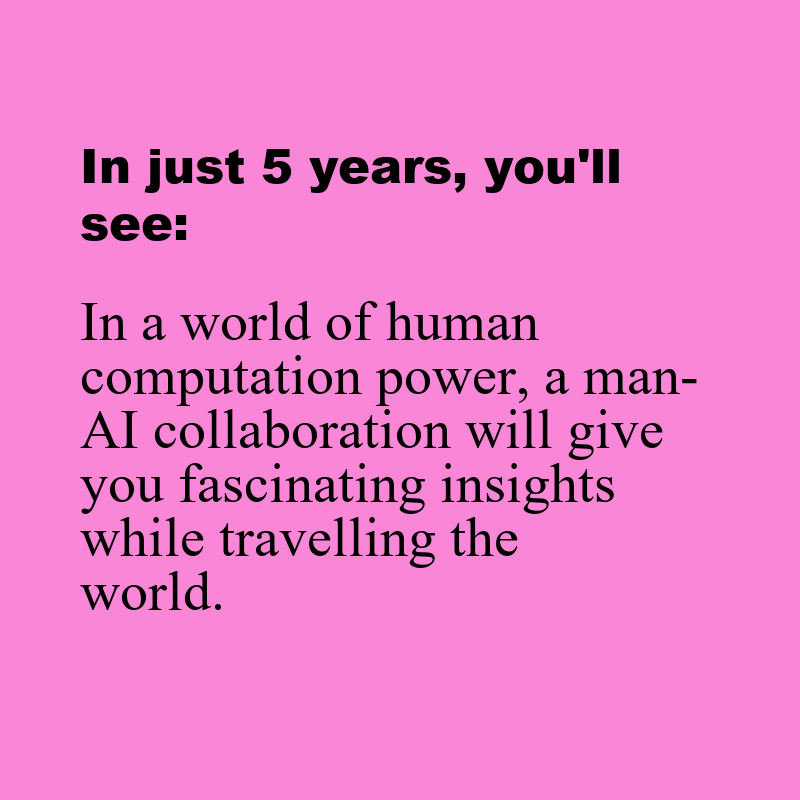 In just 5 years, you'll
see:
In a world of human
computation power, a man-
AI collaboration will give
you fascinating insights
while travelling the
world.